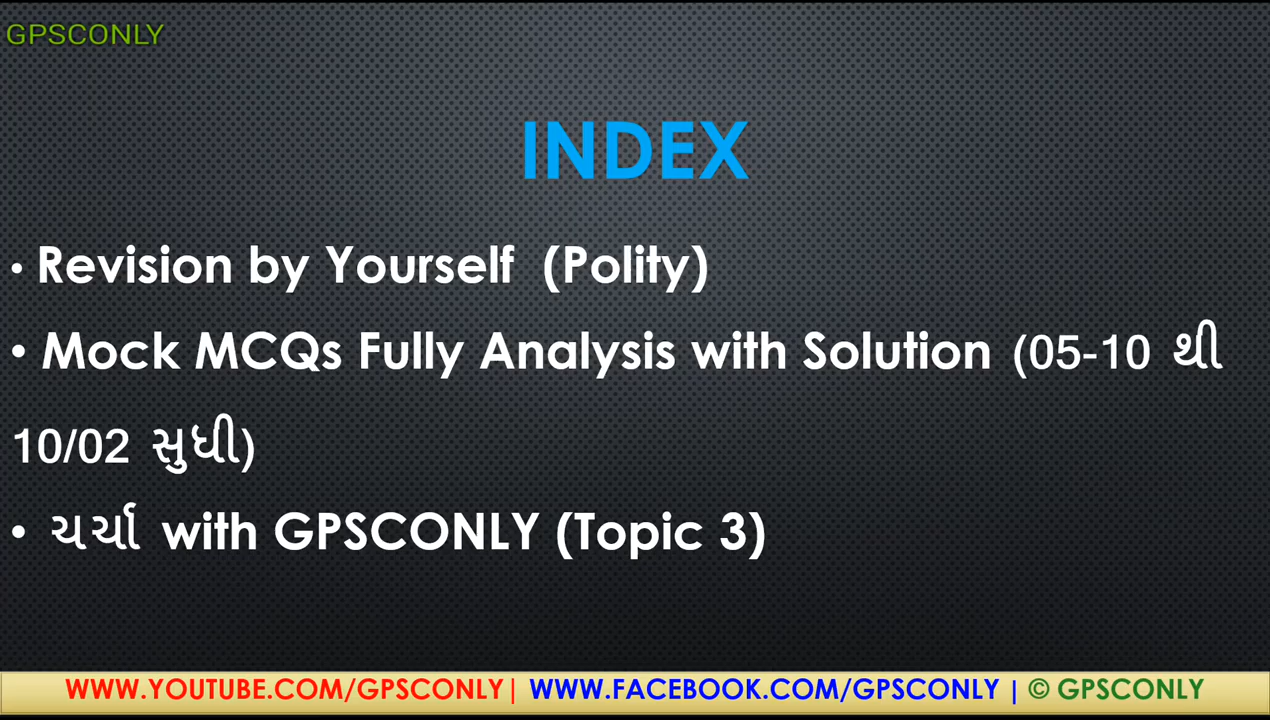 GPSCONLY
INDEX
• Revision by Yourself (Polity)
• Mock MCQs Fully Analysis with Solution (05-10 થી
10/02 સુધી)
• ચર્ચા with GPSCONLY (Topic 3)
WWW.YOUTUBE.COM/GPSCONLY| WWW.FACEBOOK.COM/GPSCONLY | © GPSCONLY